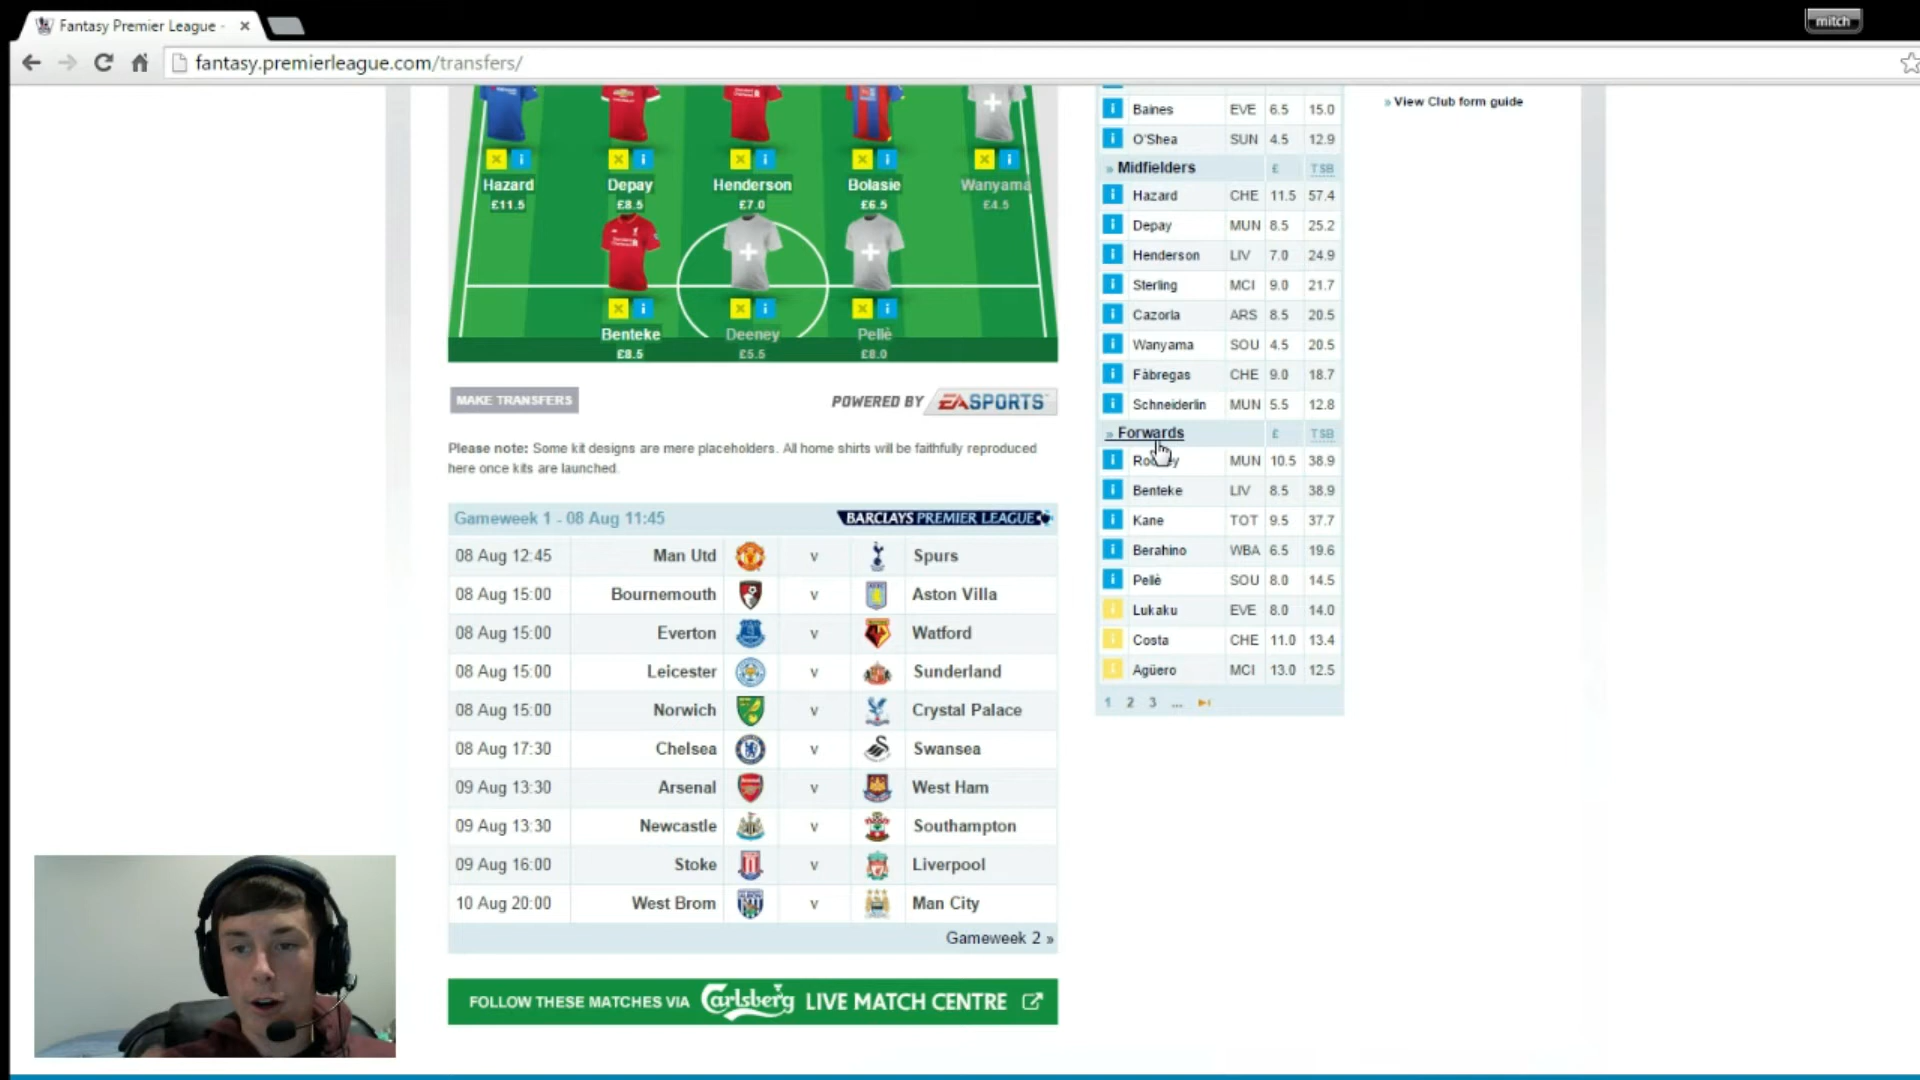 Fantasy Premier League -
mitch
fantasy.premierleague.com/transfers/
Hazard Depay Henderson Bolasie Wanyama
£11.5 £8.5 £7.0 £6.5 £4.5
Benteke Deeney Pellè
£8.5 £5.5 £8.0
MAKE TRANSFERS
POWERED BY EA SPORTS
Please note: Some kit designs are mere placeholders. All home shirts will be faithfully reproduced
here once kits are launched.
Gameweek 1 - 08 Aug 11:45 BARCLAYS PREMIER LEAGUE
08 Aug 12:45 Man Utd v Spurs
08 Aug 15:00 Bournemouth v Aston Villa
08 Aug 15:00 Everton v Watford
08 Aug 15:00 Leicester v Sunderland
08 Aug 15:00 Norwich v Crystal Palace
08 Aug 17:30 Chelsea v Swansea
09 Aug 13:30 Arsenal v West Ham
09 Aug 13:30 Newcastle v Southampton
09 Aug 16:00 Stoke v Liverpool
10 Aug 20:00 West Brom v Man City
Gameweek 2 »
FOLLOW THESE MATCHES VIA Carlsberg LIVE MATCH CENTRE
Baines EVE 6.5 15.0
O'Shea SUN 4.5 12.9
» Midfielders £ TSB
Hazard CHE 11.5 57.4
Depay MUN 8.5 25.2
Henderson LIV 7.0 24.9
Sterling MCI 9.0 21.7
Cazorla ARS 8.5 20.5
Wanyama SOU 4.5 20.5
Fàbregas CHE 9.0 18.7
Schneiderlin MUN 5.5 12.8
» Forwards £ TSB
MUN 10.5 38.9
Benteke LIV 8.5 38.9
Kane TOT 9.5 37.7
Berahino WBA 6.5 19.6
Pellè SOU 8.0 14.5
Lukaku EVE 8.0 14.0
Costa CHE 11.0 13.4
Agüero MCI 13.0 12.5
1 2 3 ...
» View Club form guide